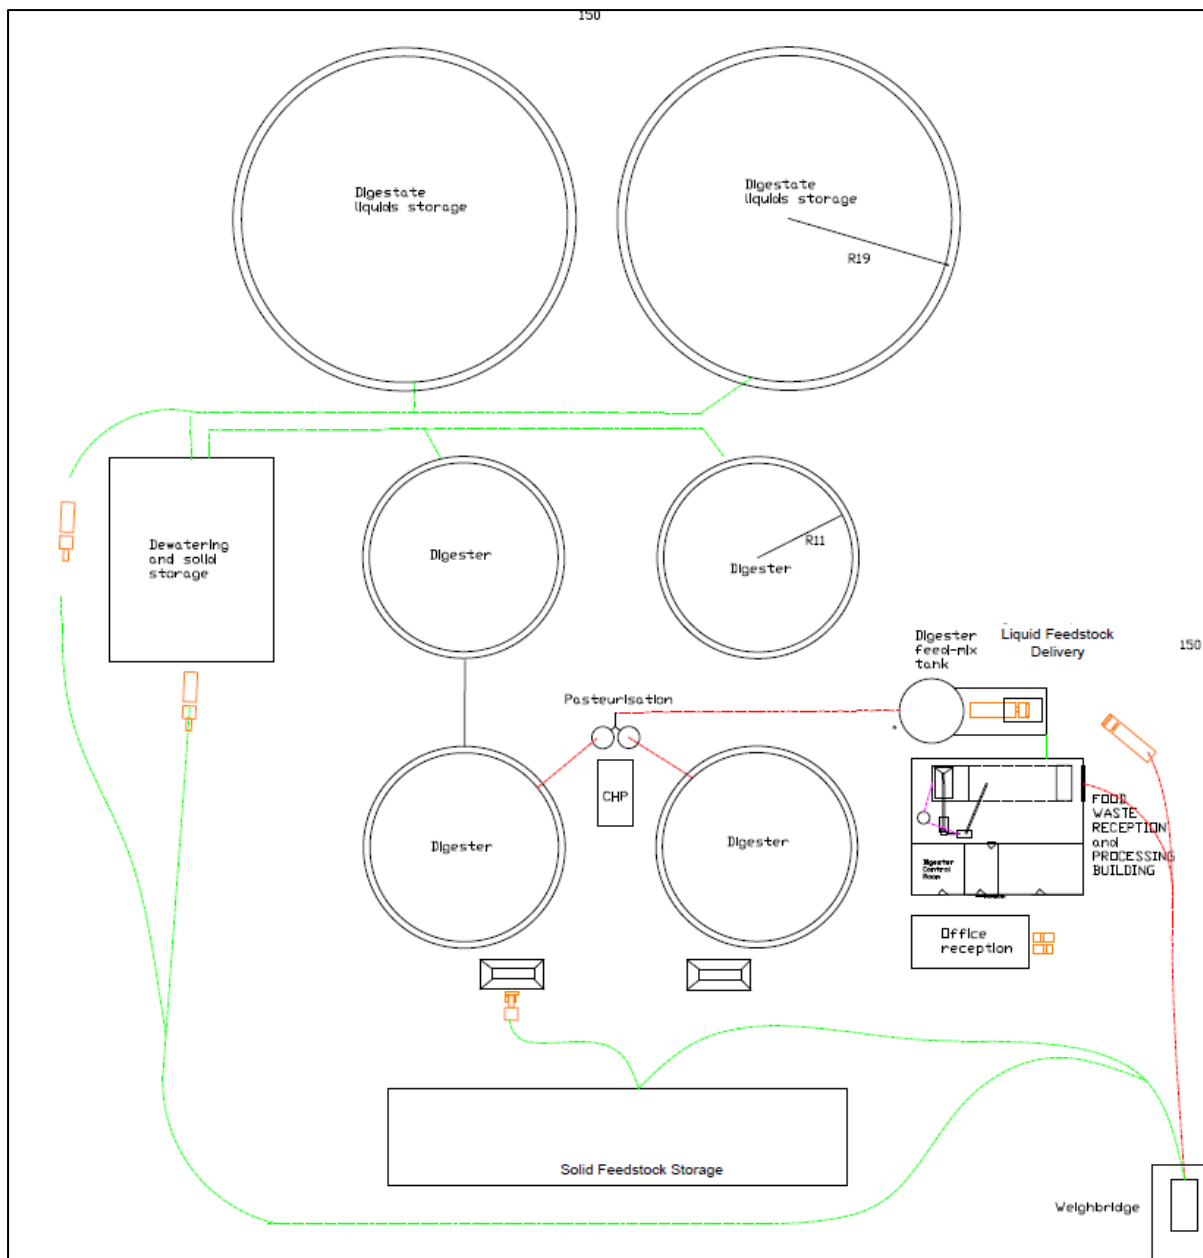 150
Digestate
liquids storage
Digestate
liquids storage
R19
Dewatering
and solid
storage
Digester
R11
Digester
Digester
feed-mix
tank
Liquid Feedstock
Delivery
150
Pasteurisation
CHP
Digester
Digester
FOOD
WASTE
RECEPTION
and
PROCESSING
BUILDING
Digester
Control
Room
Office
reception
Solid Feedstock Storage
Weighbridge